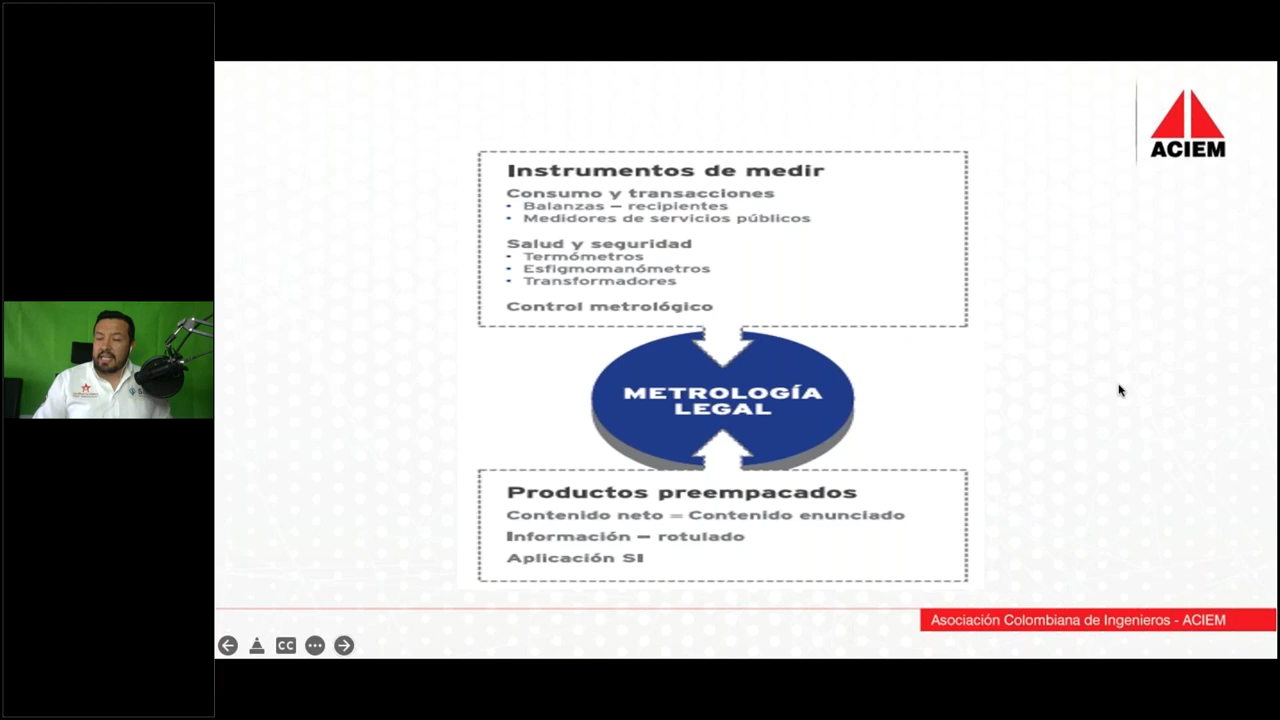 ACIEM
Instrumentos de medir
Consumo y transacciones
• Balanzas – recipientes
• Medidores de servicios públicos
Salud y seguridad
• Termómetros
• Esfigmomanómetros
• Transformadores
Control metrológico
METROLOGÍA
LEGAL
Productos preempacados
Contenido neto = Contenido enunciado
Información – rotulado
Aplicación SI
Asociación Colombiana de Ingenieros - ACIEM
CC